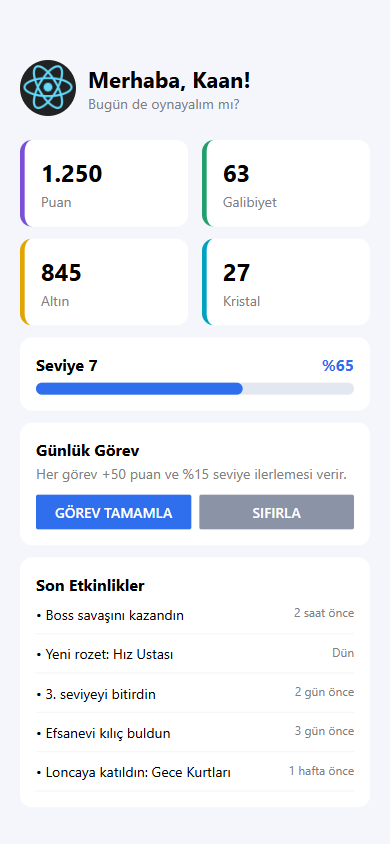 Merhaba, Kaan!
Bugün de oynayalım mı?
1.250
Puan
63
Galibiyet
845
Altın
27
Kristal
Seviye 7 %65
Günlük Görev
Her görev +50 puan ve %15 seviye ilerlemesi verir.
GÖREV TAMAMLA
SIFIRLA
Son Etkinlikler
• Boss savaşını kazandın 2 saat önce
• Yeni rozet: Hız Ustası Dün
• 3. seviyeyi bitirdin 2 gün önce
• Efsanevi kılıç buldun 3 gün önce
• Loncaya katıldın: Gece Kurtları 1 hafta önce